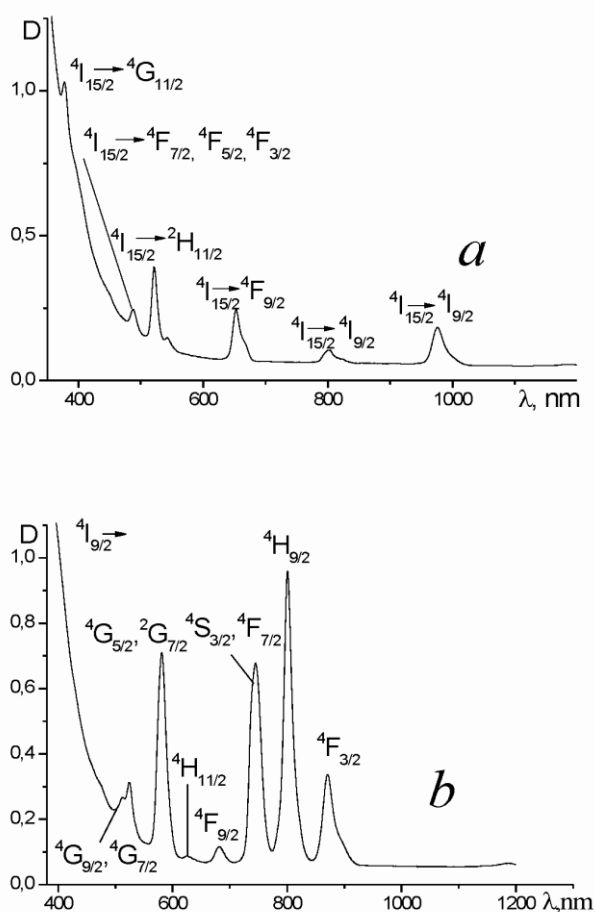 D
1,0
0,5
0,0
⁴I₁₅/₂→⁴G₁₁/₂
⁴I₁₅/₂→⁴F₇/₂, ⁴F₅/₂, ⁴F₃/₂
⁴I₁₅/₂→²H₁₁/₂
⁴I₁₅/₂→⁴F₉/₂
⁴I₁₅/₂→⁴I₉/₂
⁴I₁₅/₂→⁴I₉/₂
a
400 600 800 1000 λ, nm
D
1,0
0,8
0,6
0,4
0,2
0,0
⁴I₉/₂→
⁴H₉/₂
⁴G₅/₂, ²G₇/₂ ⁴S₃/₂, ⁴F₇/₂
⁴F₃/₂
⁴H₁₁/₂
⁴F₉/₂
⁴G₉/₂, ⁴G₇/₂
b
400 600 800 1000 1200 λ,nm